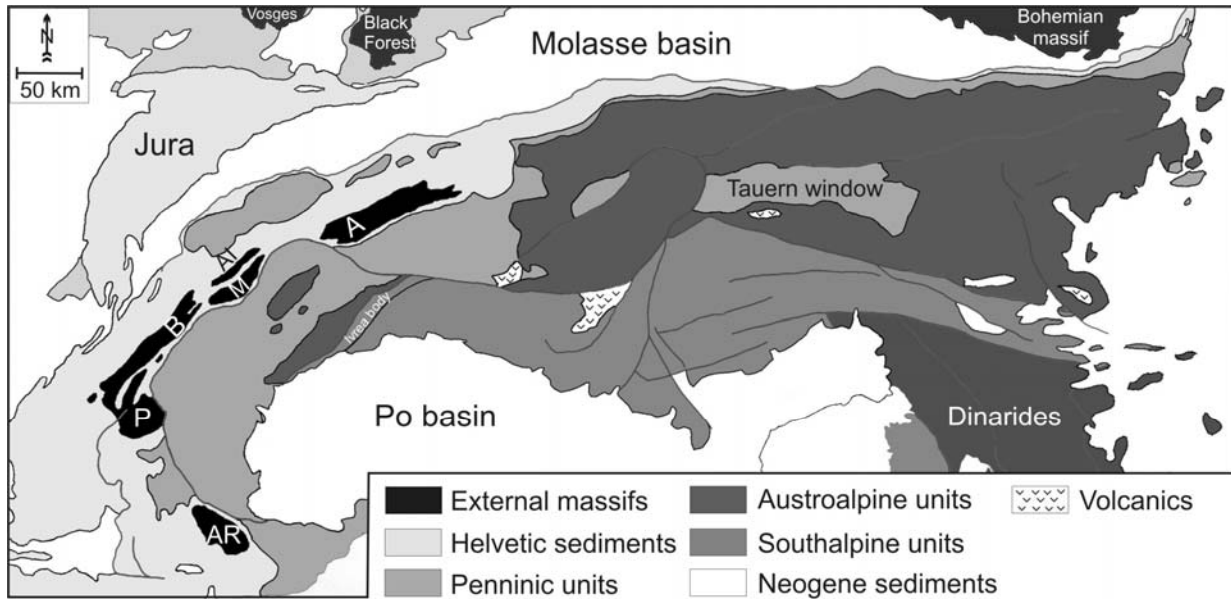 Vosges
Black
Forest
Bohemian
massif
N
Molasse basin
50 km
Jura
Tauern window
A
AI
M
B
Ivrea body
P
Po basin
Dinarides
AR
External massifs
Austroalpine units
Volcanics
Helvetic sediments
Southalpine units
Penninic units
Neogene sediments